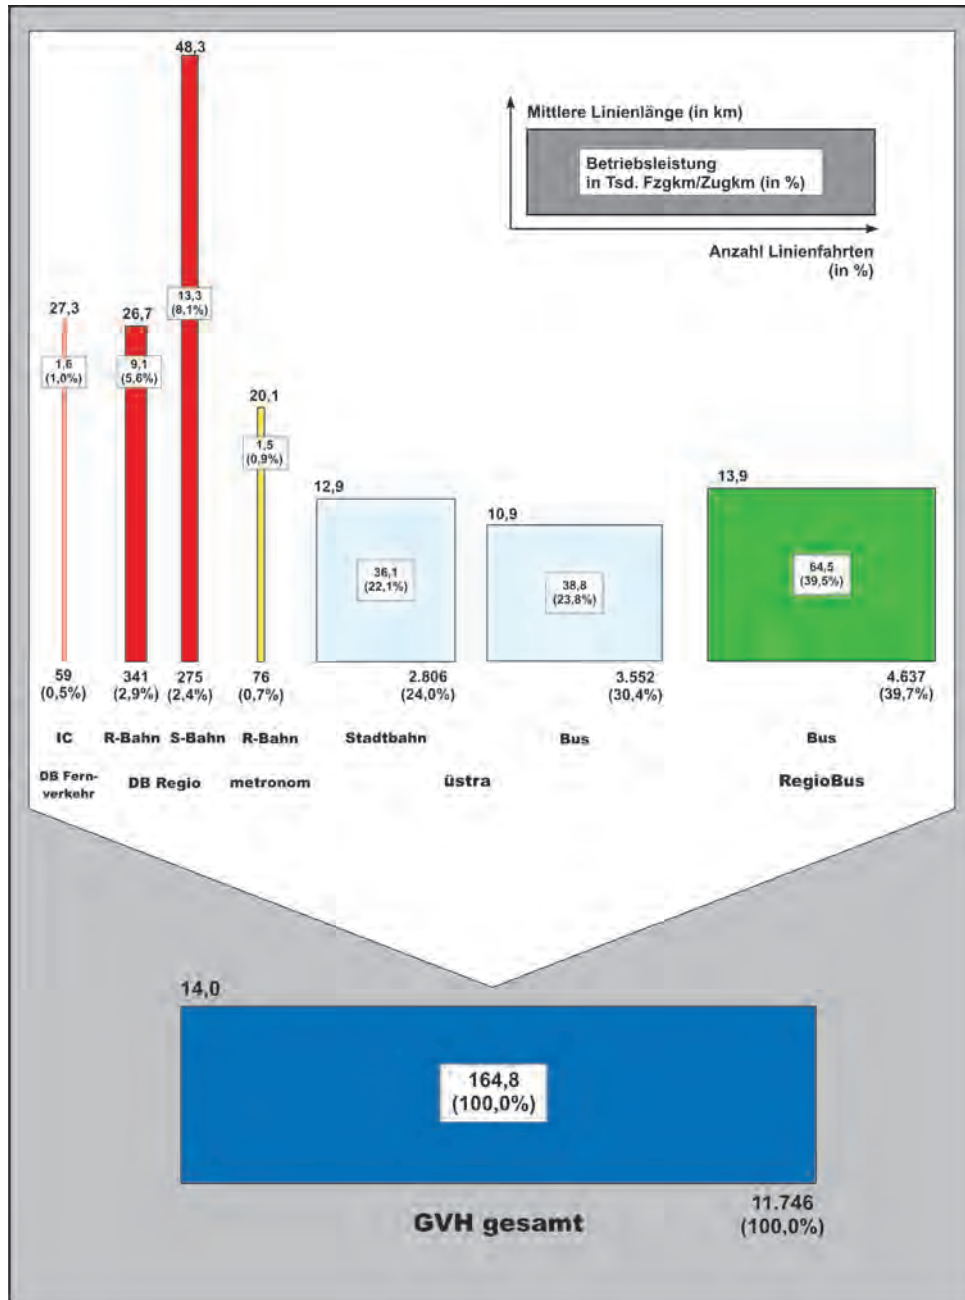 48,3
Mittlere Linienlänge (in km)
Betriebsleistung
in Tsd. Fzgkm/Zugkm (in %)
Anzahl Linienfahrten
(in %)
27,3
26,7
13,3
(8,1%)
1,6
(1,0%)
9,1
(5,6%)
20,1
1,5
(0,9%)
12,9
10,9
13,9
36,1
(22,1%)
38,8
(23,8%)
64,5
(39,5%)
59
(0,5%)
341
(2,9%)
275
(2,4%)
76
(0,7%)
2.806
(24,0%)
3.552
(30,4%)
4.637
(39,7%)
IC
R-Bahn
S-Bahn
R-Bahn
Stadtbahn
Bus
Bus
DB Fern-
verkehr
DB Regio
metronom
üstra
RegioBus
14,0
164,8
(100,0%)
11.746
(100,0%)
GVH gesamt